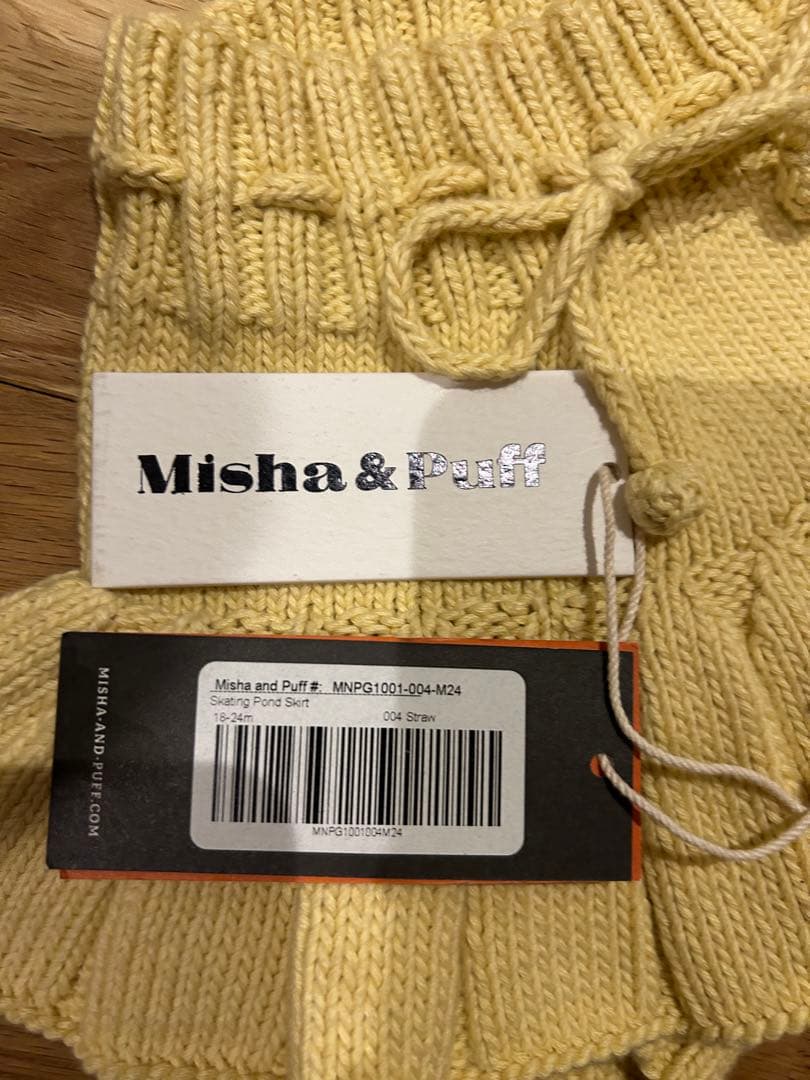 Misha & Puff
MISHA-AND-PUFF.COM
Misha and Puff #: MNPG1001-004-M24
Skating Pond Skirt
18-24m 004 Straw
MNPG1001004M24